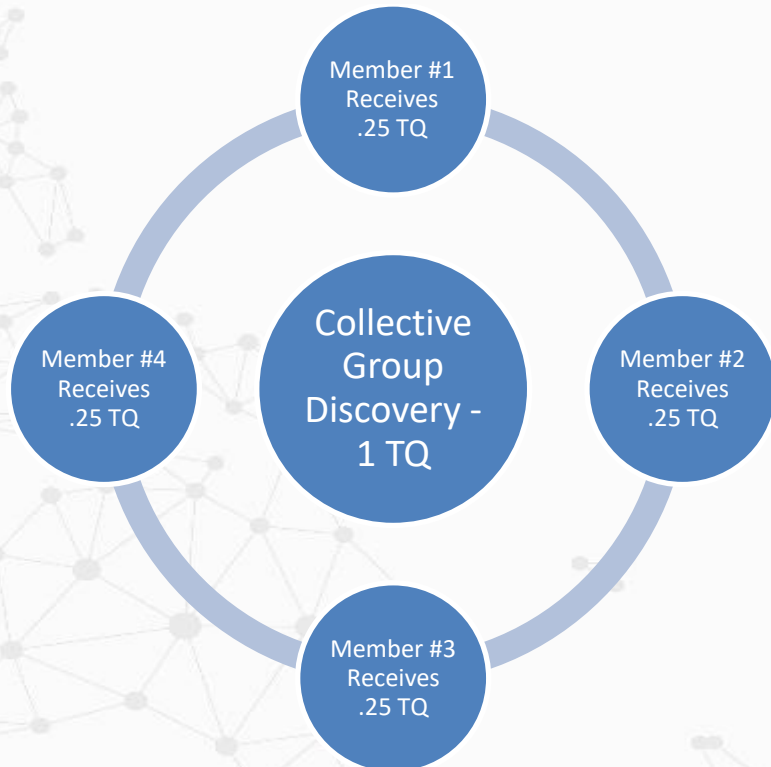 Member #1
Receives
.25 TQ
Member #4
Receives
.25 TQ
Collective
Group
Discovery -
1 TQ
Member #2
Receives
.25 TQ
Member #3
Receives
.25 TQ